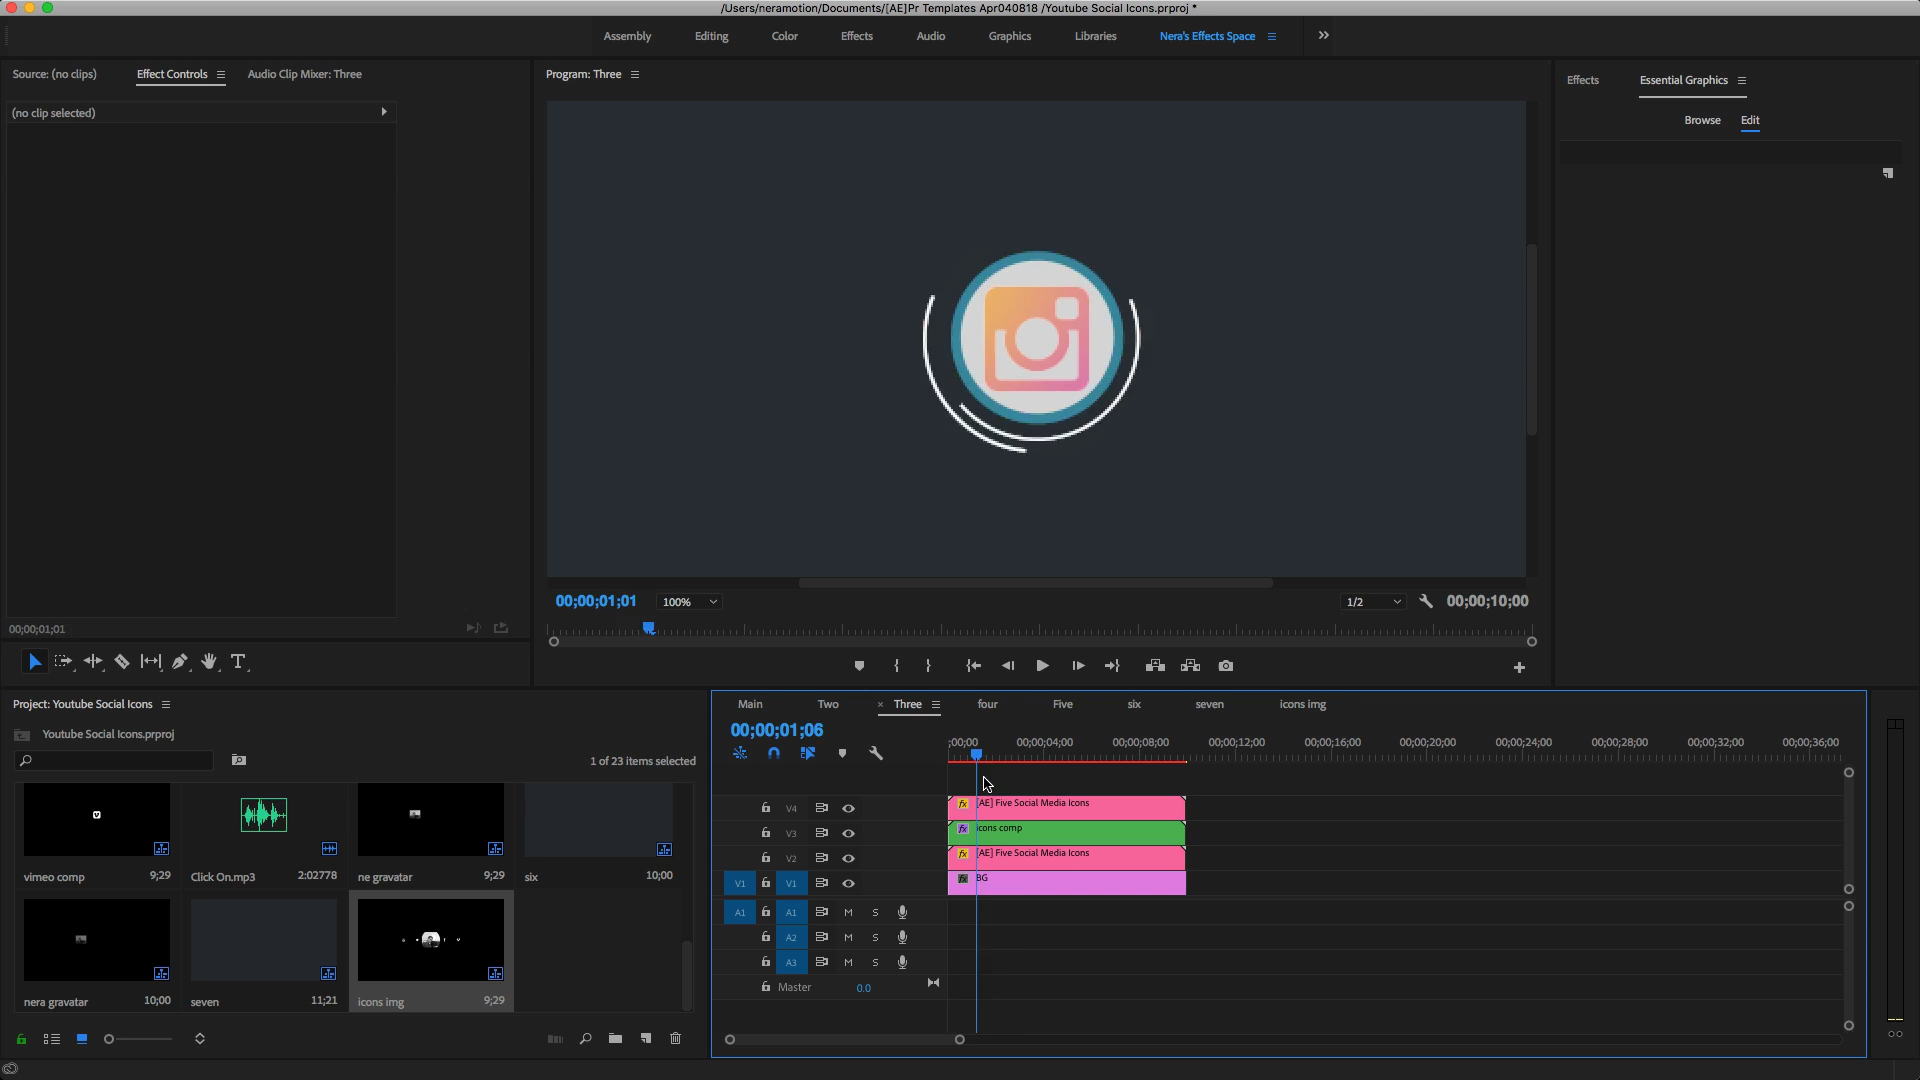 /Users/neramotion/Documents/[AE]Pr Templates Apr040818 /Youtube Social Icons.prproj *
Assembly Editing Color Effects Audio Graphics Libraries Nera's Effects Space
Source: (no clips) Effect Controls Audio Clip Mixer: Three
Program: Three
Effects Essential Graphics
(no clip selected)
Browse Edit
00;00;01;01 100% 1/2 00;00;10;00
00;00;01;01
Project: Youtube Social Icons
Youtube Social Icons.prproj
1 of 23 items selected
vimeo comp 9;29
Click On.mp3 2:02778
ne gravatar 9;29
six 10;00
nera gravatar 10;00
seven 11;21
icons img 9;29
Main Two × Three four Five six seven icons img
00;00;01;06
;00;00 00;00;04;00 00;00;08;00 00;00;12;00 00;00;16;00 00;00;20;00 00;00;24;00 00;00;28;00 00;00;32;00 00;00;36;00
V4 fx [AE] Five Social Media Icons
V3 fx icons comp
V2 fx [AE] Five Social Media Icons
V1 V1 fx BG
A1 A1 M S
A2 M S
A3 M S
Master 0.0